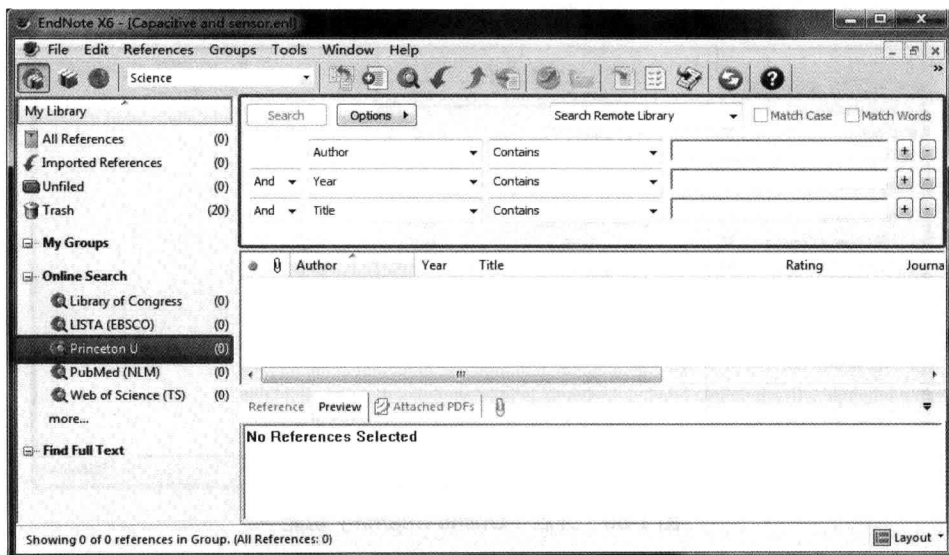 EndNote X6 - [Capacitive and sensor.enl]
File Edit References Groups Tools Window Help
Science
My Library
All References (0)
Imported References (0)
Unfiled (0)
Trash (20)
My Groups
Online Search
Library of Congress (0)
LISTA (EBSCO) (0)
Princeton U (0)
PubMed (NLM) (0)
Web of Science (TS) (0)
more...
Find Full Text
Search Options Search Remote Library Match Case Match Words
Author Contains
And Year Contains
And Title Contains
Author Year Title Rating Journa
Reference Preview Attached PDFs
No References Selected
Showing 0 of 0 references in Group. (All References: 0)
Layout